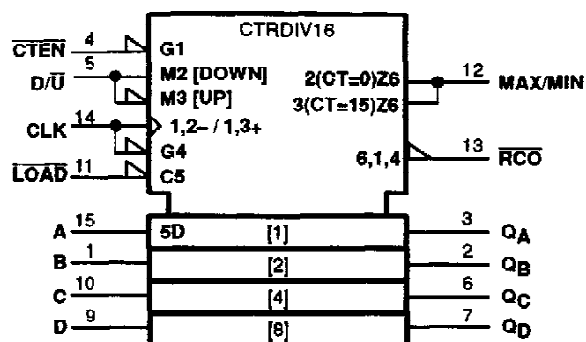 CTRDIV16
CTEN 4 G1
D/U 5 M2 [DOWN] 2(CT=0)Z6 12 MAX/MIN
M3 [UP] 3(CT=15)Z6
CLK 14 1,2– / 1,3+
G4 6,1,4 13 RCO
LOAD 11 C5
A 15 5D [1] 3 QA
B 1 [2] 2 QB
C 10 [4] 6 QC
D 9 [8] 7 QD